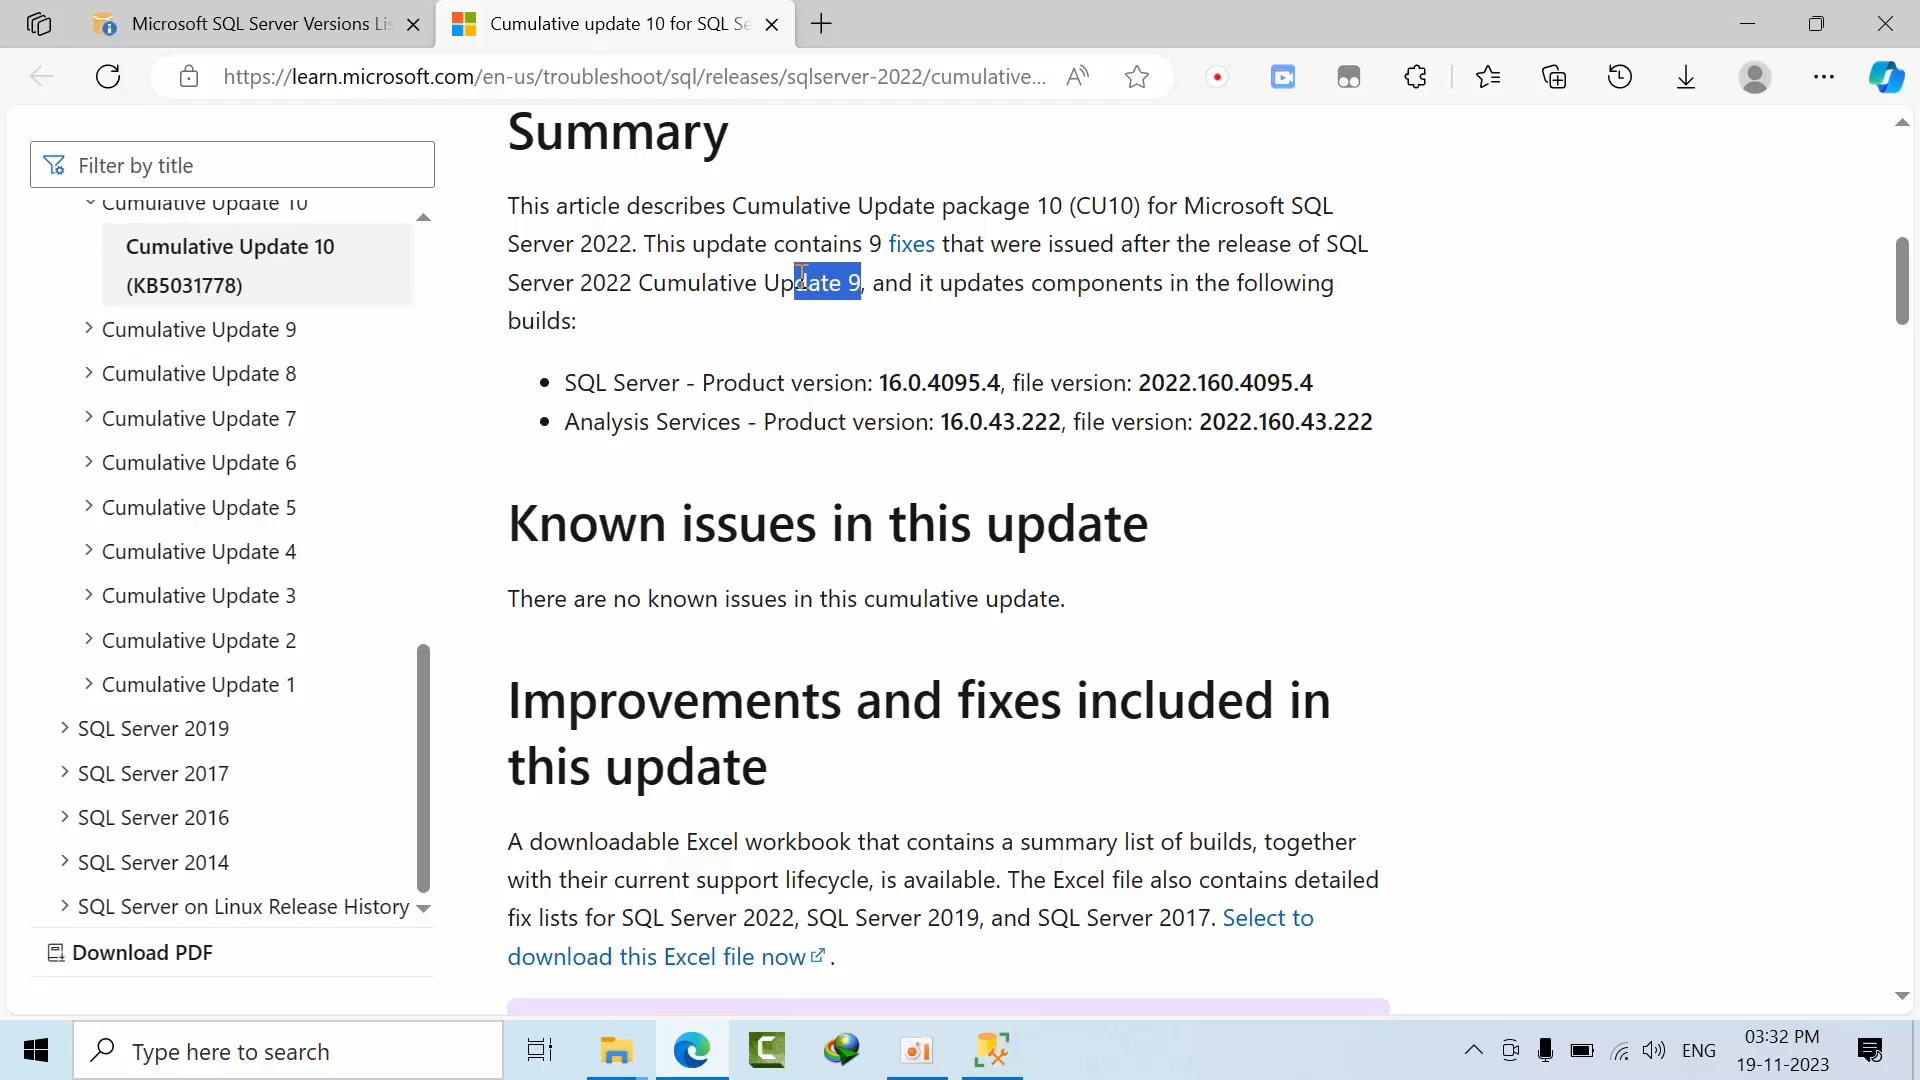 Microsoft SQL Server Versions Lis
Cumulative update 10 for SQL Se
https://learn.microsoft.com/en-us/troubleshoot/sql/releases/sqlserver-2022/cumulative...
Filter by title
Cumulative Update 10
Cumulative Update 10
(KB5031778)
Cumulative Update 9
Cumulative Update 8
Cumulative Update 7
Cumulative Update 6
Cumulative Update 5
Cumulative Update 4
Cumulative Update 3
Cumulative Update 2
Cumulative Update 1
SQL Server 2019
SQL Server 2017
SQL Server 2016
SQL Server 2014
SQL Server on Linux Release History
Download PDF
Summary
This article describes Cumulative Update package 10 (CU10) for Microsoft SQL
Server 2022. This update contains 9 fixes that were issued after the release of SQL
Server 2022 Cumulative Update 9, and it updates components in the following
builds:
• SQL Server - Product version: 16.0.4095.4, file version: 2022.160.4095.4
• Analysis Services - Product version: 16.0.43.222, file version: 2022.160.43.222
Known issues in this update
There are no known issues in this cumulative update.
Improvements and fixes included in
this update
A downloadable Excel workbook that contains a summary list of builds, together
with their current support lifecycle, is available. The Excel file also contains detailed
fix lists for SQL Server 2022, SQL Server 2019, and SQL Server 2017. Select to
download this Excel file now.
Type here to search
ENG
03:32 PM
19-11-2023